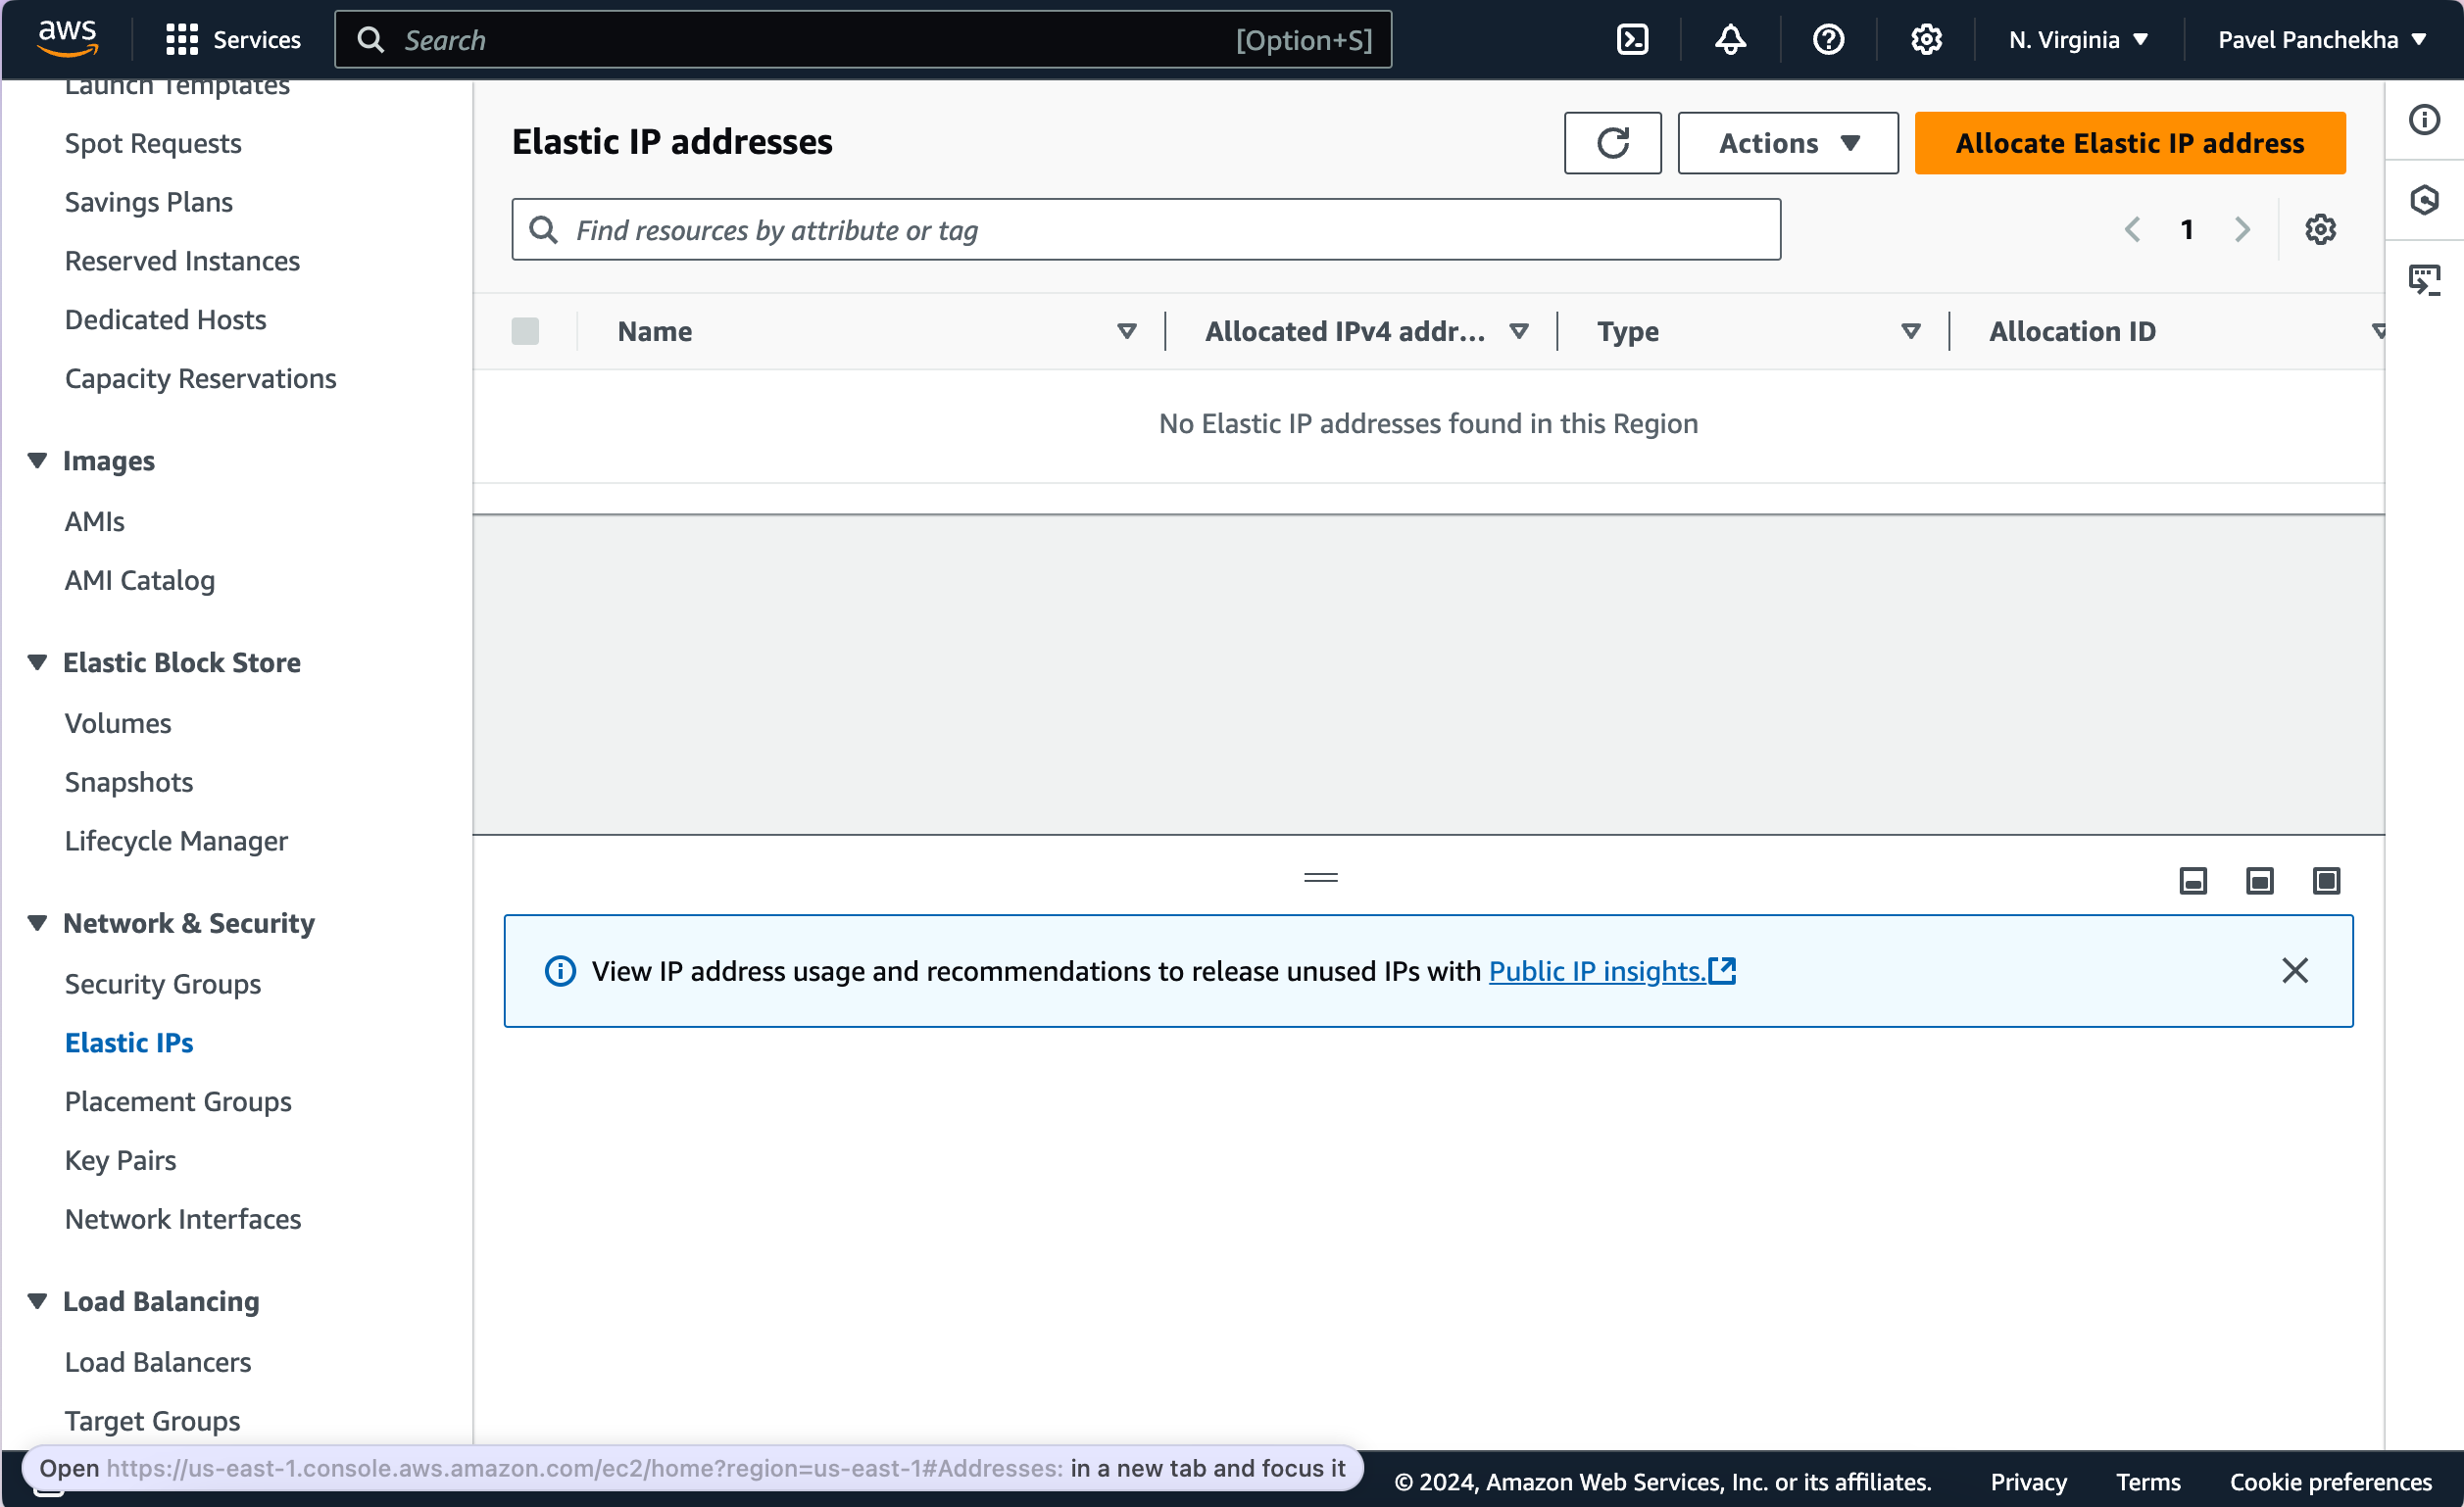 aws
Services
Search
[Option+S]
N. Virginia
Pavel Panchekha
Launch Templates
Spot Requests
Savings Plans
Reserved Instances
Dedicated Hosts
Capacity Reservations
Images
AMIs
AMI Catalog
Elastic Block Store
Volumes
Snapshots
Lifecycle Manager
Network & Security
Security Groups
Elastic IPs
Placement Groups
Key Pairs
Network Interfaces
Load Balancing
Load Balancers
Target Groups
Elastic IP addresses
Actions
Allocate Elastic IP address
Find resources by attribute or tag
1
Name
Allocated IPv4 addr...
Type
Allocation ID
No Elastic IP addresses found in this Region
View IP address usage and recommendations to release unused IPs with Public IP insights.
Open https://us-east-1.console.aws.amazon.com/ec2/home?region=us-east-1#Addresses: in a new tab and focus it
© 2024, Amazon Web Services, Inc. or its affiliates.
Privacy
Terms
Cookie preferences